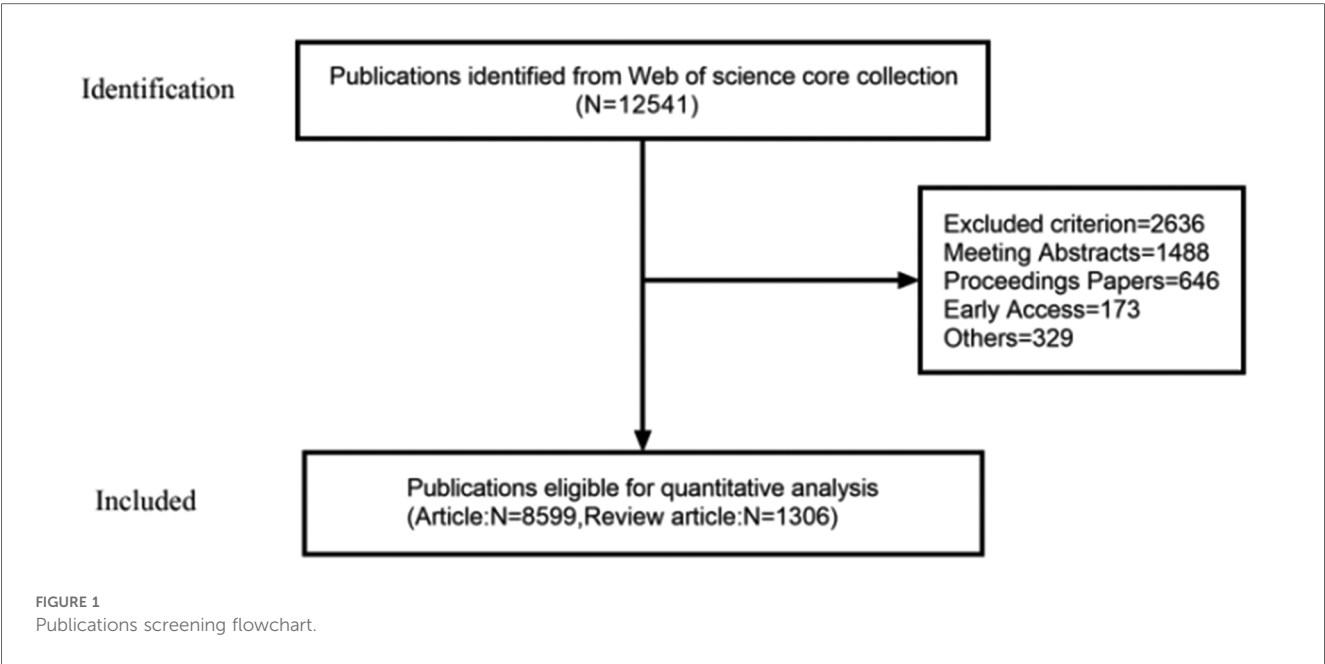 Identification
Publications identified from Web of science core collection
(N=12541)
Excluded criterion=2636
Meeting Abstracts=1488
Proceedings Papers=646
Early Access=173
Others=329
Included
Publications eligible for quantitative analysis
(Article:N=8599,Review article:N=1306)
FIGURE 1
Publications screening flowchart.